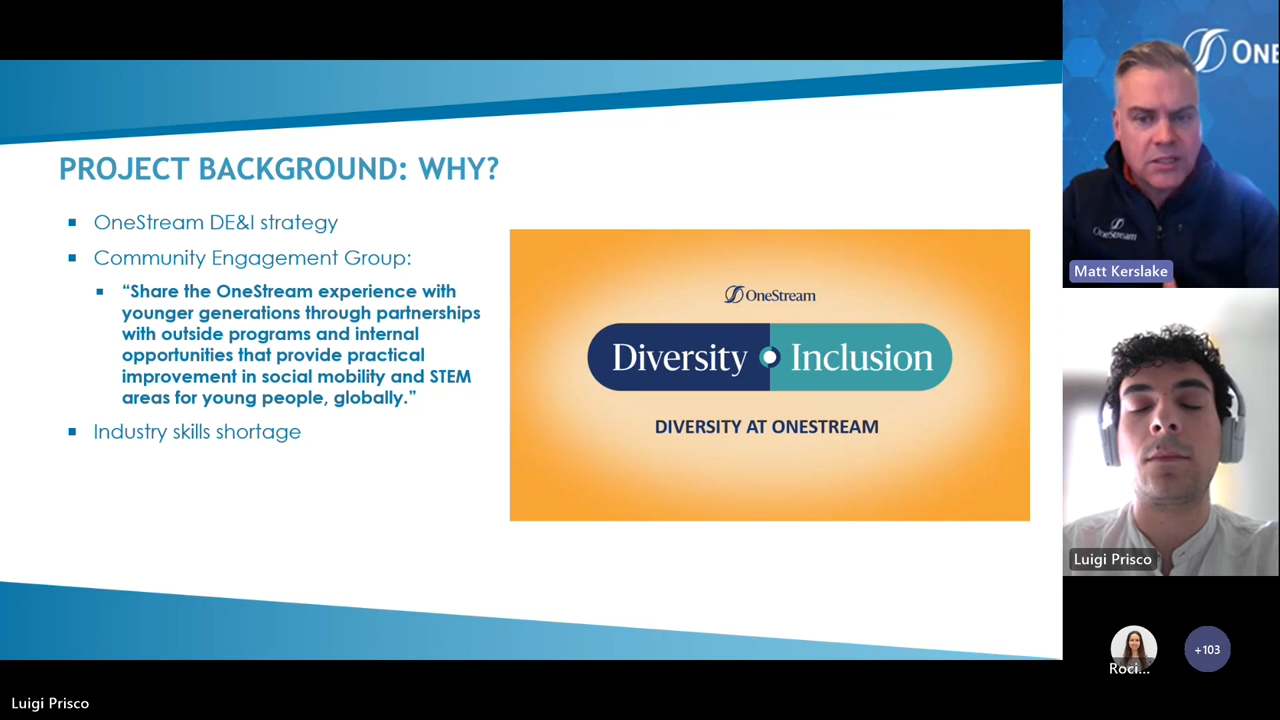 PROJECT BACKGROUND: WHY?
OneStream DE&I strategy
Community Engagement Group:
“Share the OneStream experience with
younger generations through partnerships
with outside programs and internal
opportunities that provide practical
improvement in social mobility and STEM
areas for young people, globally.”
Industry skills shortage
OneStream
Diversity Inclusion
DIVERSITY AT ONESTREAM
ONE
OneStream
Matt Kerslake
Luigi Prisco
Roci...
+103
Luigi Prisco